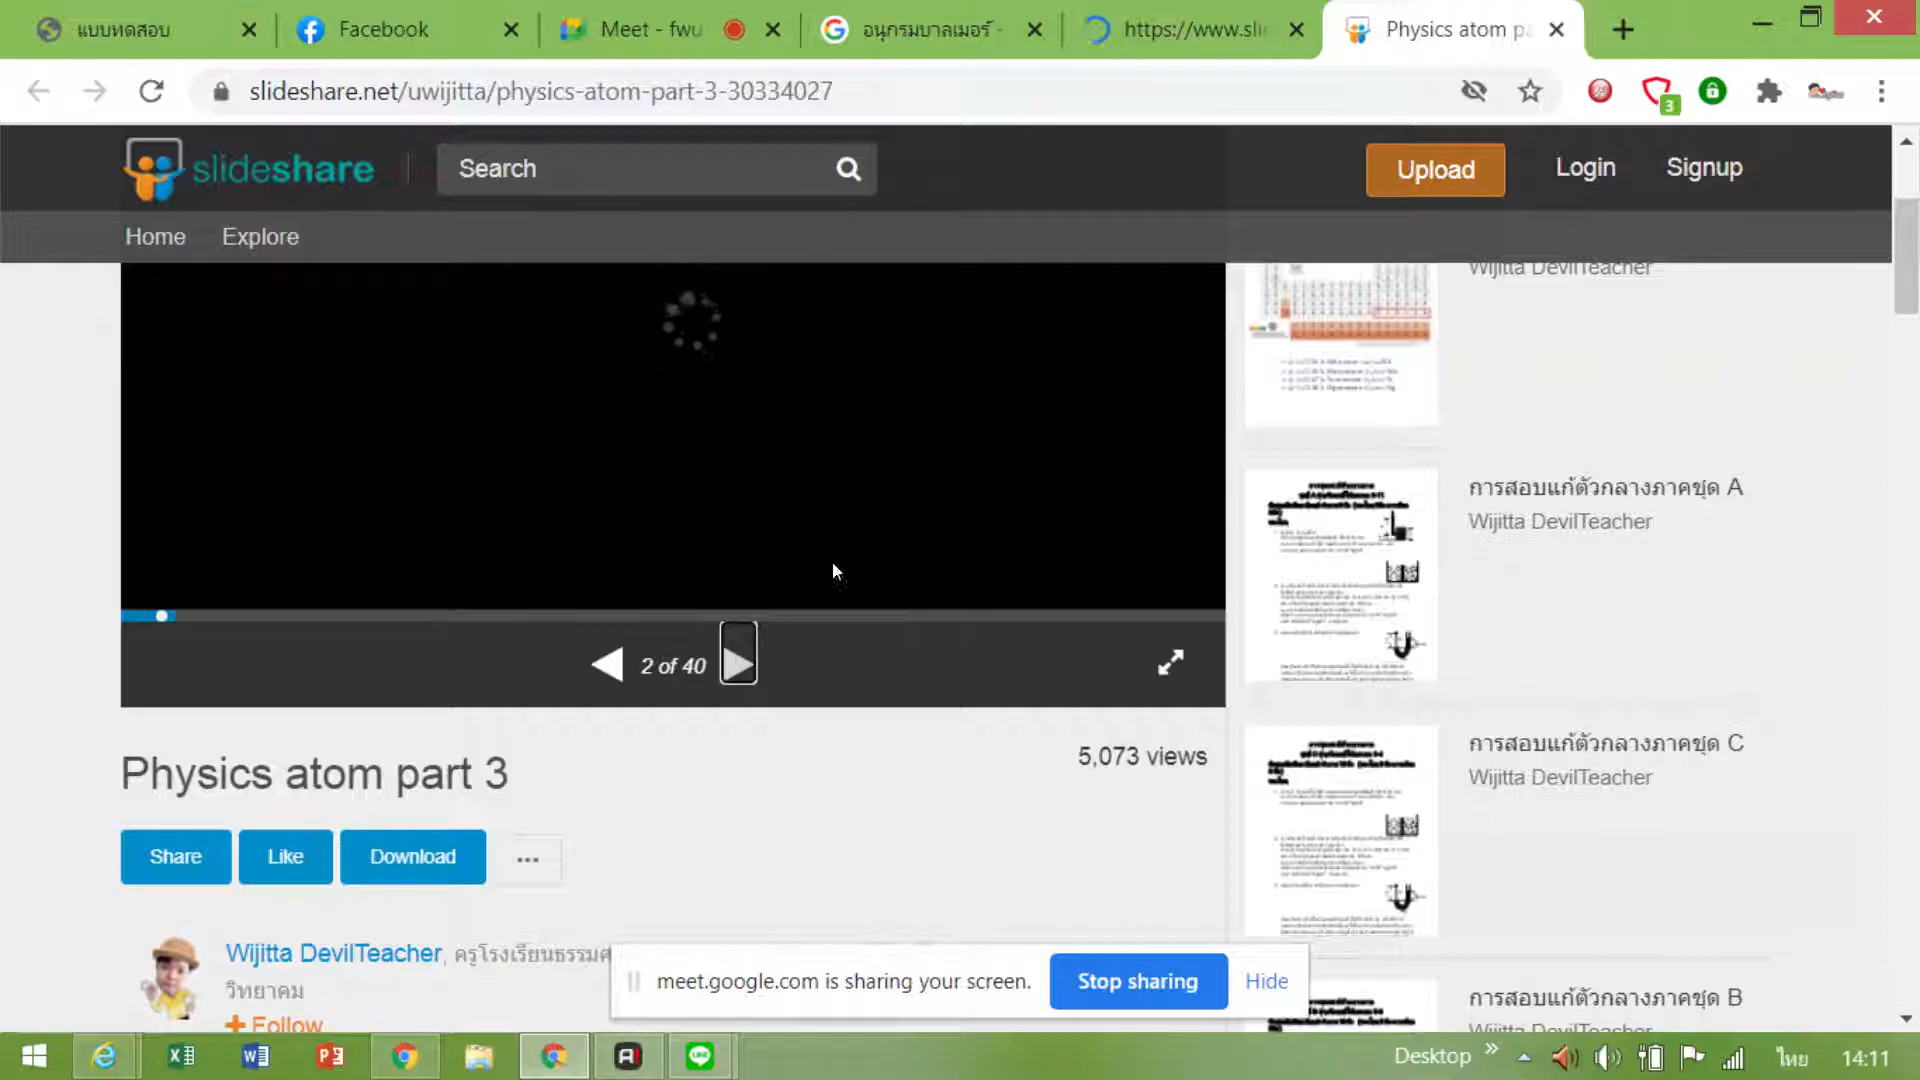 แบบทดสอบ
Facebook
Meet - fwu
อนุกรมบาลเมอร์ -
https://www.sli
Physics atom pa
slideshare.net/uwijitta/physics-atom-part-3-30334027
3
slideshare
Search
Upload
Login
Signup
Home
Explore
Wijitta DevilTeacher
การสอบแก้ตัวกลางภาคชุด A
Wijitta DevilTeacher
2 of 40
การสอบแก้ตัวกลางภาคชุด C
Wijitta DevilTeacher
Physics atom part 3
5,073 views
Share
Like
Download
Wijitta DevilTeacher, ครูโรงเรียนธรรมศ
วิทยาคม
Follow
meet.google.com is sharing your screen.
Stop sharing
Hide
การสอบแก้ตัวกลางภาคชุด B
Wijitta DevilTeacher
Desktop
ไทย
14:11